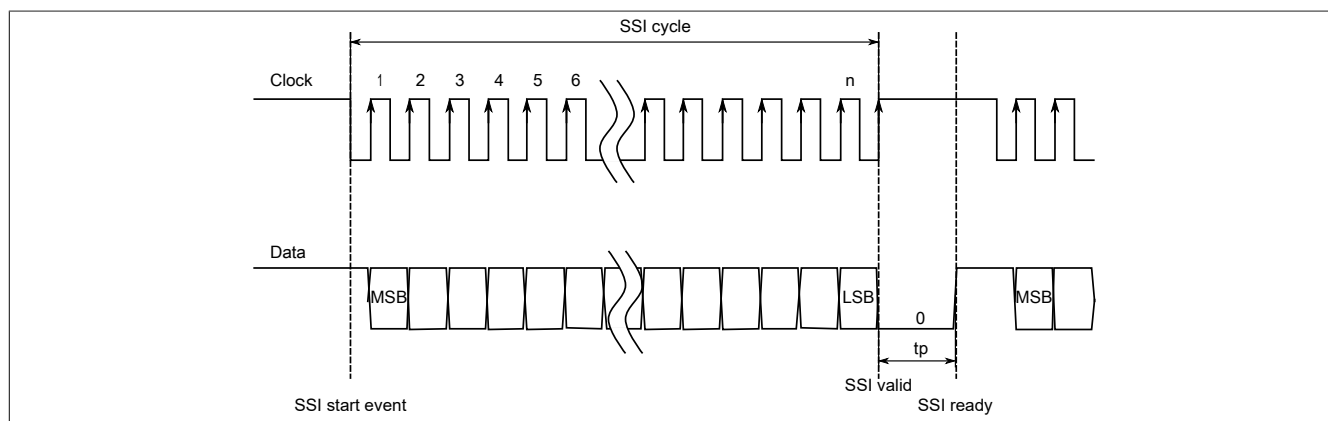 SSI cycle
Clock
1 2 3 4 5 6 n
Data
MSB LSB MSB
0
tp
SSI valid
SSI start event SSI ready